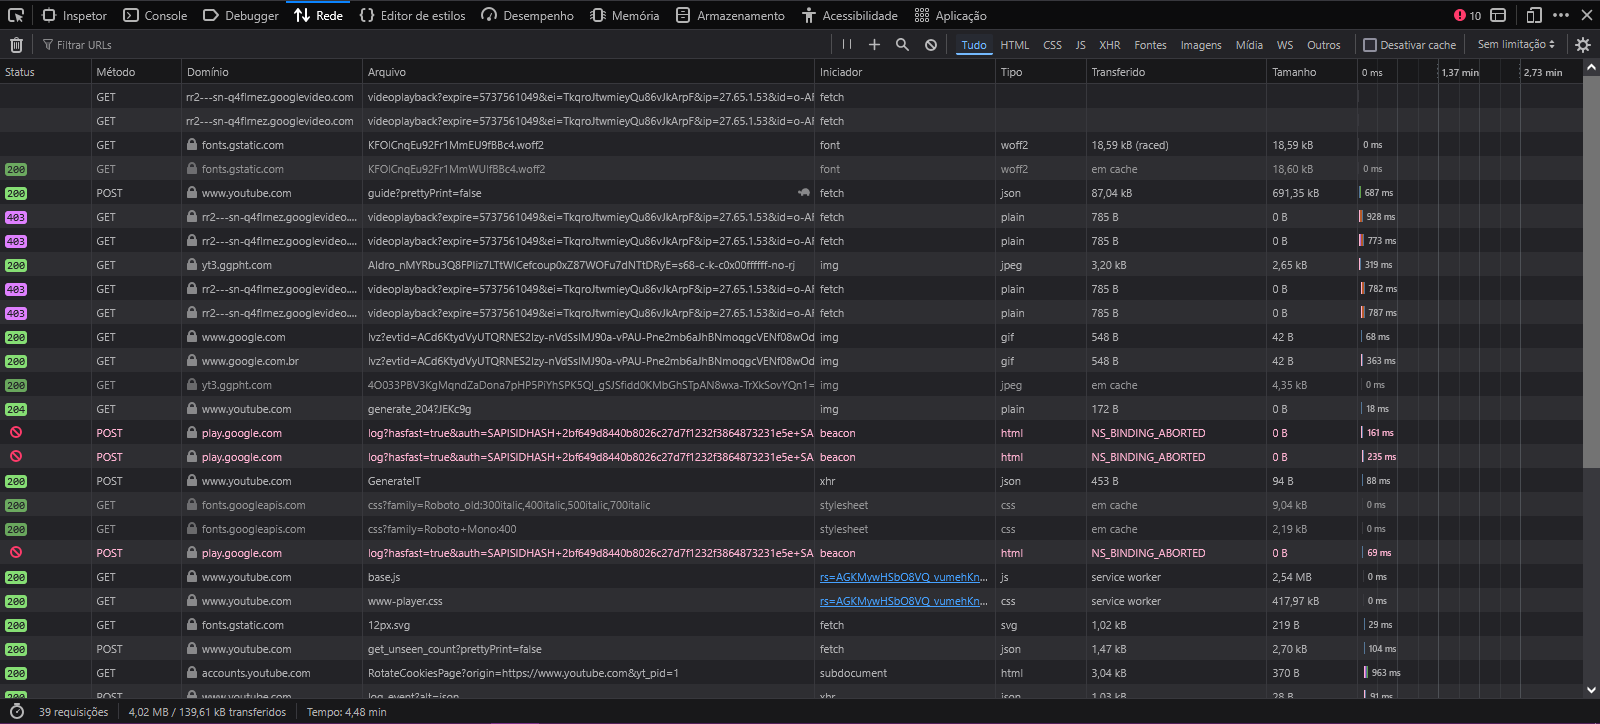 Inspetor Console Debugger Rede Editor de estilos Desempenho Memória Armazenamento Acessibilidade Aplicação 10
Filtrar URLs Tudo HTML CSS JS XHR Fontes Imagens Mídia WS Outros Desativar cache Sem limitação
Status Método Domínio Arquivo Iniciador Tipo Transferido Tamanho 0 ms 1,37 min 2,73 min
GET rr2---sn-q4flrnez.googlevideo.com videoplayback?expire=5737561049&ei=TkqroJtwmieyQu86vJkArpF&ip=27.65.1.53&id=o-AF fetch
GET rr2---sn-q4flrnez.googlevideo.com videoplayback?expire=5737561049&ei=TkqroJtwmieyQu86vJkArpF&ip=27.65.1.53&id=o-AF fetch
GET fonts.gstatic.com KFOlCnqEu92Fr1MmEU9fBBc4.woff2 font woff2 18,59 kB (raced) 18,59 kB 0 ms
200 GET fonts.gstatic.com KFOlCnqEu92Fr1MmWUlfBBc4.woff2 font woff2 em cache 18,60 kB 0 ms
200 POST www.youtube.com guide?prettyPrint=false fetch json 87,04 kB 691,35 kB 687 ms
403 GET rr2---sn-q4flrnez.googlevideo.... videoplayback?expire=5737561049&ei=TkqroJtwmieyQu86vJkArpF&ip=27.65.1.53&id=o-AF fetch plain 785 B 0 B 928 ms
403 GET rr2---sn-q4flrnez.googlevideo.... videoplayback?expire=5737561049&ei=TkqroJtwmieyQu86vJkArpF&ip=27.65.1.53&id=o-AF fetch plain 785 B 0 B 773 ms
200 GET yt3.ggpht.com AIdro_nMYRbu3Q8FPIiz7LTtWlCefcoup0xZ87WOFu7dNTtDRyE=s68-c-k-c0x00ffffff-no-rj img jpeg 3,20 kB 2,65 kB 319 ms
403 GET rr2---sn-q4flrnez.googlevideo.... videoplayback?expire=5737561049&ei=TkqroJtwmieyQu86vJkArpF&ip=27.65.1.53&id=o-AF fetch plain 785 B 0 B 782 ms
403 GET rr2---sn-q4flrnez.googlevideo.... videoplayback?expire=5737561049&ei=TkqroJtwmieyQu86vJkArpF&ip=27.65.1.53&id=o-AF fetch plain 785 B 0 B 787 ms
200 GET www.google.com lvz?evtid=ACd6KtydVyUTQRNES2Izy-nVdSsIMJ90a-vPAU-Pne2mb6aJhBNmoqgcVENf08wOd img gif 548 B 42 B 68 ms
200 GET www.google.com.br lvz?evtid=ACd6KtydVyUTQRNES2Izy-nVdSsIMJ90a-vPAU-Pne2mb6aJhBNmoqgcVENf08wOd img gif 548 B 42 B 363 ms
200 GET yt3.ggpht.com 4O033PBV3KgMqndZaDona7pHP5PiYhSPK5QI_gSJSfidd0KMbGhSTpAN8wxa-TrXkSovYQn1= img jpeg em cache 4,35 kB 0 ms
204 GET www.youtube.com generate_204?JEKc9g img plain 172 B 0 B 18 ms
POST play.google.com log?hasfast=true&auth=SAPISIDHASH+2bf649d8440b8026c27d7f1232f3864873231e5e+SA beacon html NS_BINDING_ABORTED 0 B 161 ms
POST play.google.com log?hasfast=true&auth=SAPISIDHASH+2bf649d8440b8026c27d7f1232f3864873231e5e+SA beacon html NS_BINDING_ABORTED 0 B 235 ms
200 POST www.youtube.com GenerateIT xhr json 453 B 94 B 88 ms
200 GET fonts.googleapis.com css?family=Roboto_old:300italic,400italic,500italic,700italic stylesheet css em cache 9,04 kB 0 ms
200 GET fonts.googleapis.com css?family=Roboto+Mono:400 stylesheet css em cache 2,19 kB 0 ms
POST play.google.com log?hasfast=true&auth=SAPISIDHASH+2bf649d8440b8026c27d7f1232f3864873231e5e+SA beacon html NS_BINDING_ABORTED 0 B 69 ms
200 GET www.youtube.com base.js rs=AGKMywHSbO8VQ_vumehKn... js service worker 2,54 MB 0 ms
200 GET www.youtube.com www-player.css rs=AGKMywHSbO8VQ_vumehKn... css service worker 417,97 kB 0 ms
200 GET fonts.gstatic.com 12px.svg fetch svg 1,02 kB 219 B 29 ms
200 POST www.youtube.com get_unseen_count?prettyPrint=false fetch json 1,47 kB 2,70 kB 104 ms
200 GET accounts.youtube.com RotateCookiesPage?origin=https://www.youtube.com&yt_pid=1 subdocument html 3,04 kB 370 B 963 ms
200 POST www.youtube.com log_event?alt=json xhr json 1,03 kB 28 B 91 ms
39 requisições 4,02 MB / 139,61 kB transferidos Tempo: 4,48 min